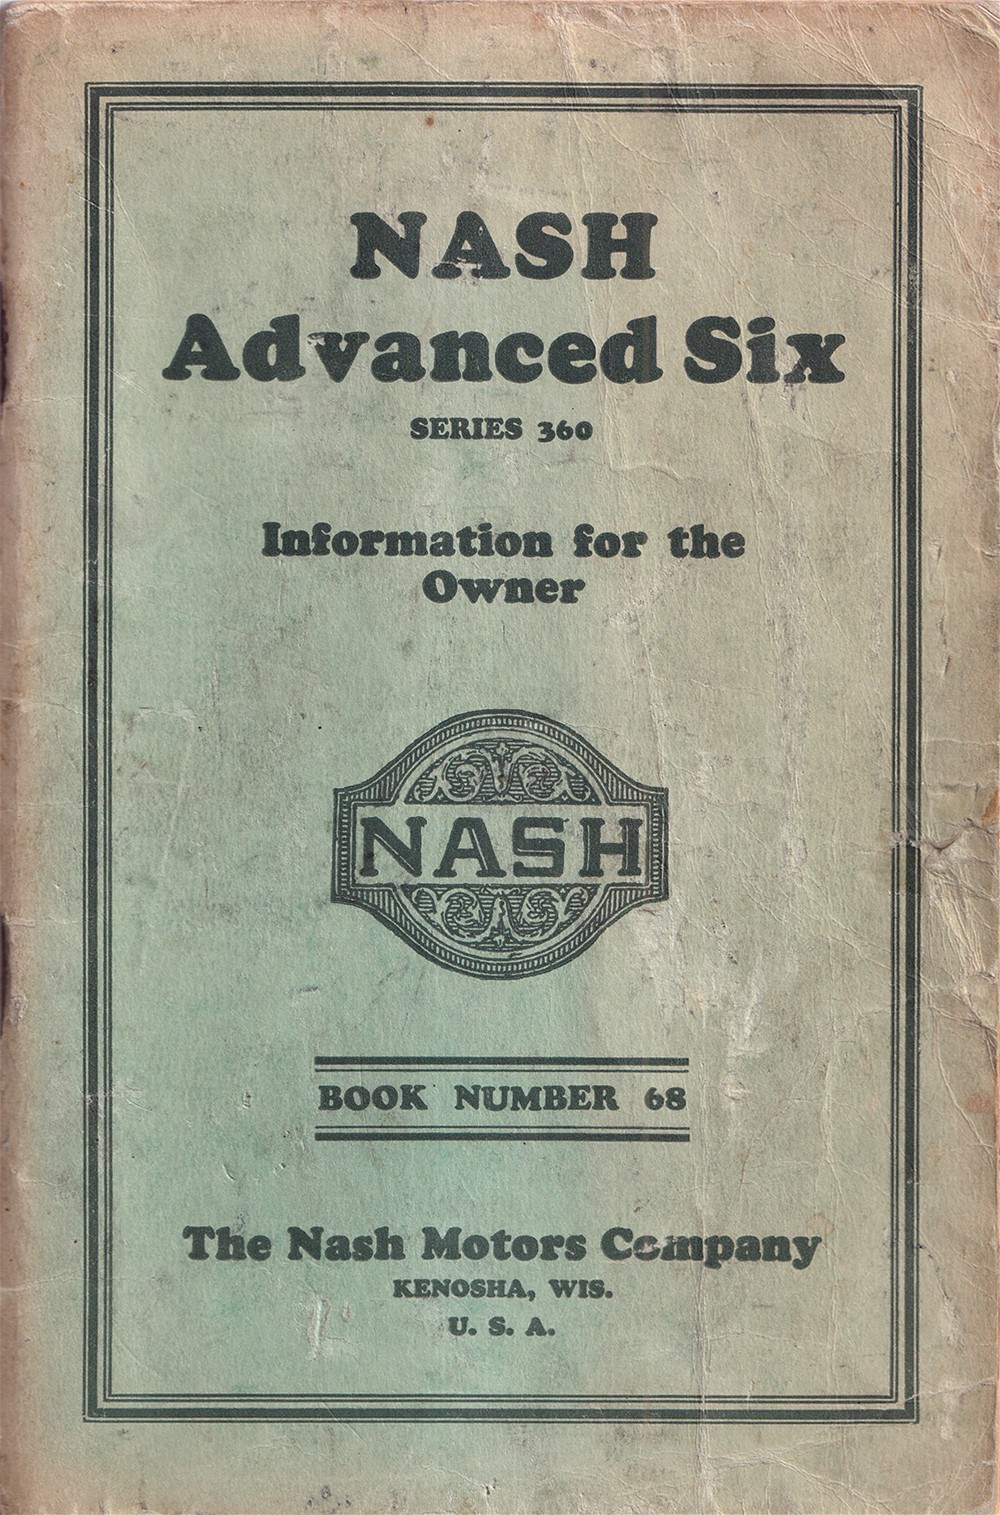 NASH
Advanced Six
SERIES 360
Information for the
Owner
NASH
BOOK NUMBER 68
The Nash Motors Company
KENOSHA, WIS.
U. S. A.